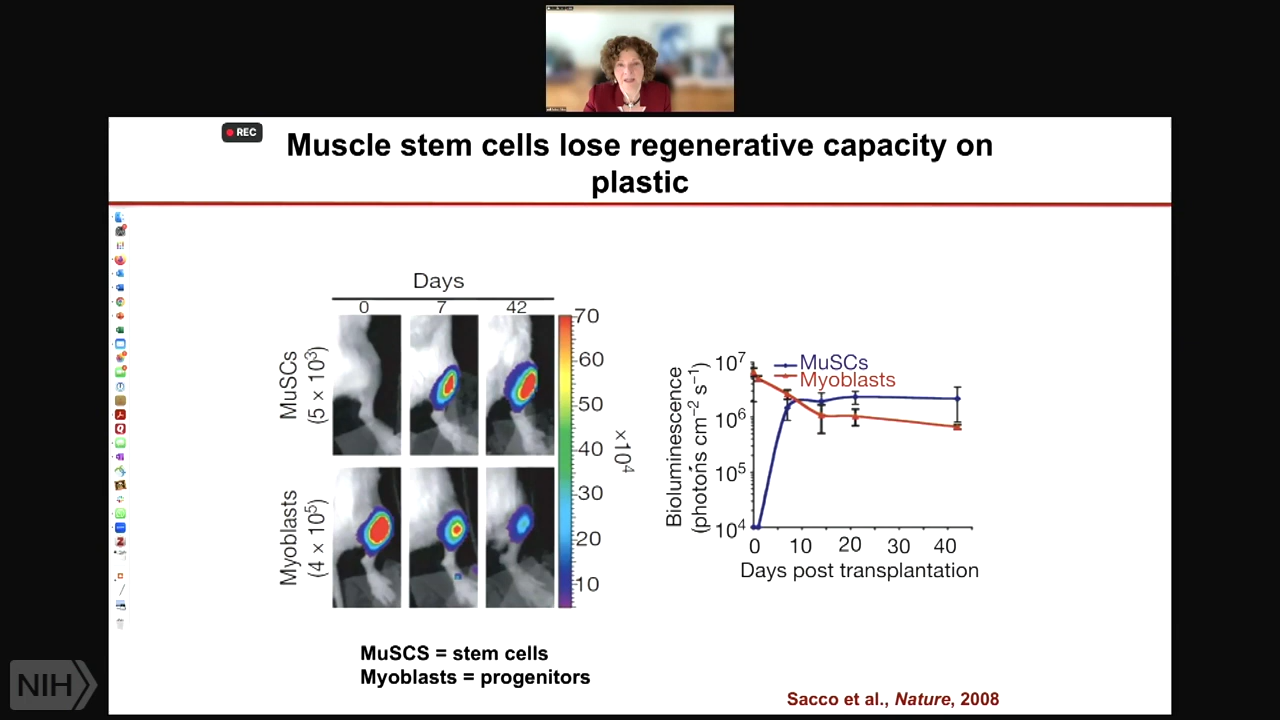 REC
Muscle stem cells lose regenerative capacity on
plastic
Days
0 7 42
MuSCs
(5 × 10³)
Myoblasts
(4 × 10⁵)
70
60
50
40
30
20
10
×10⁴
MuSCs
Myoblasts
Bioluminescence
(photons cm⁻² s⁻¹)
10⁷
10⁶
10⁵
10⁴
0 10 20 30 40
Days post transplantation
MuSCS = stem cells
Myoblasts = progenitors
Sacco et al., Nature, 2008
NIH